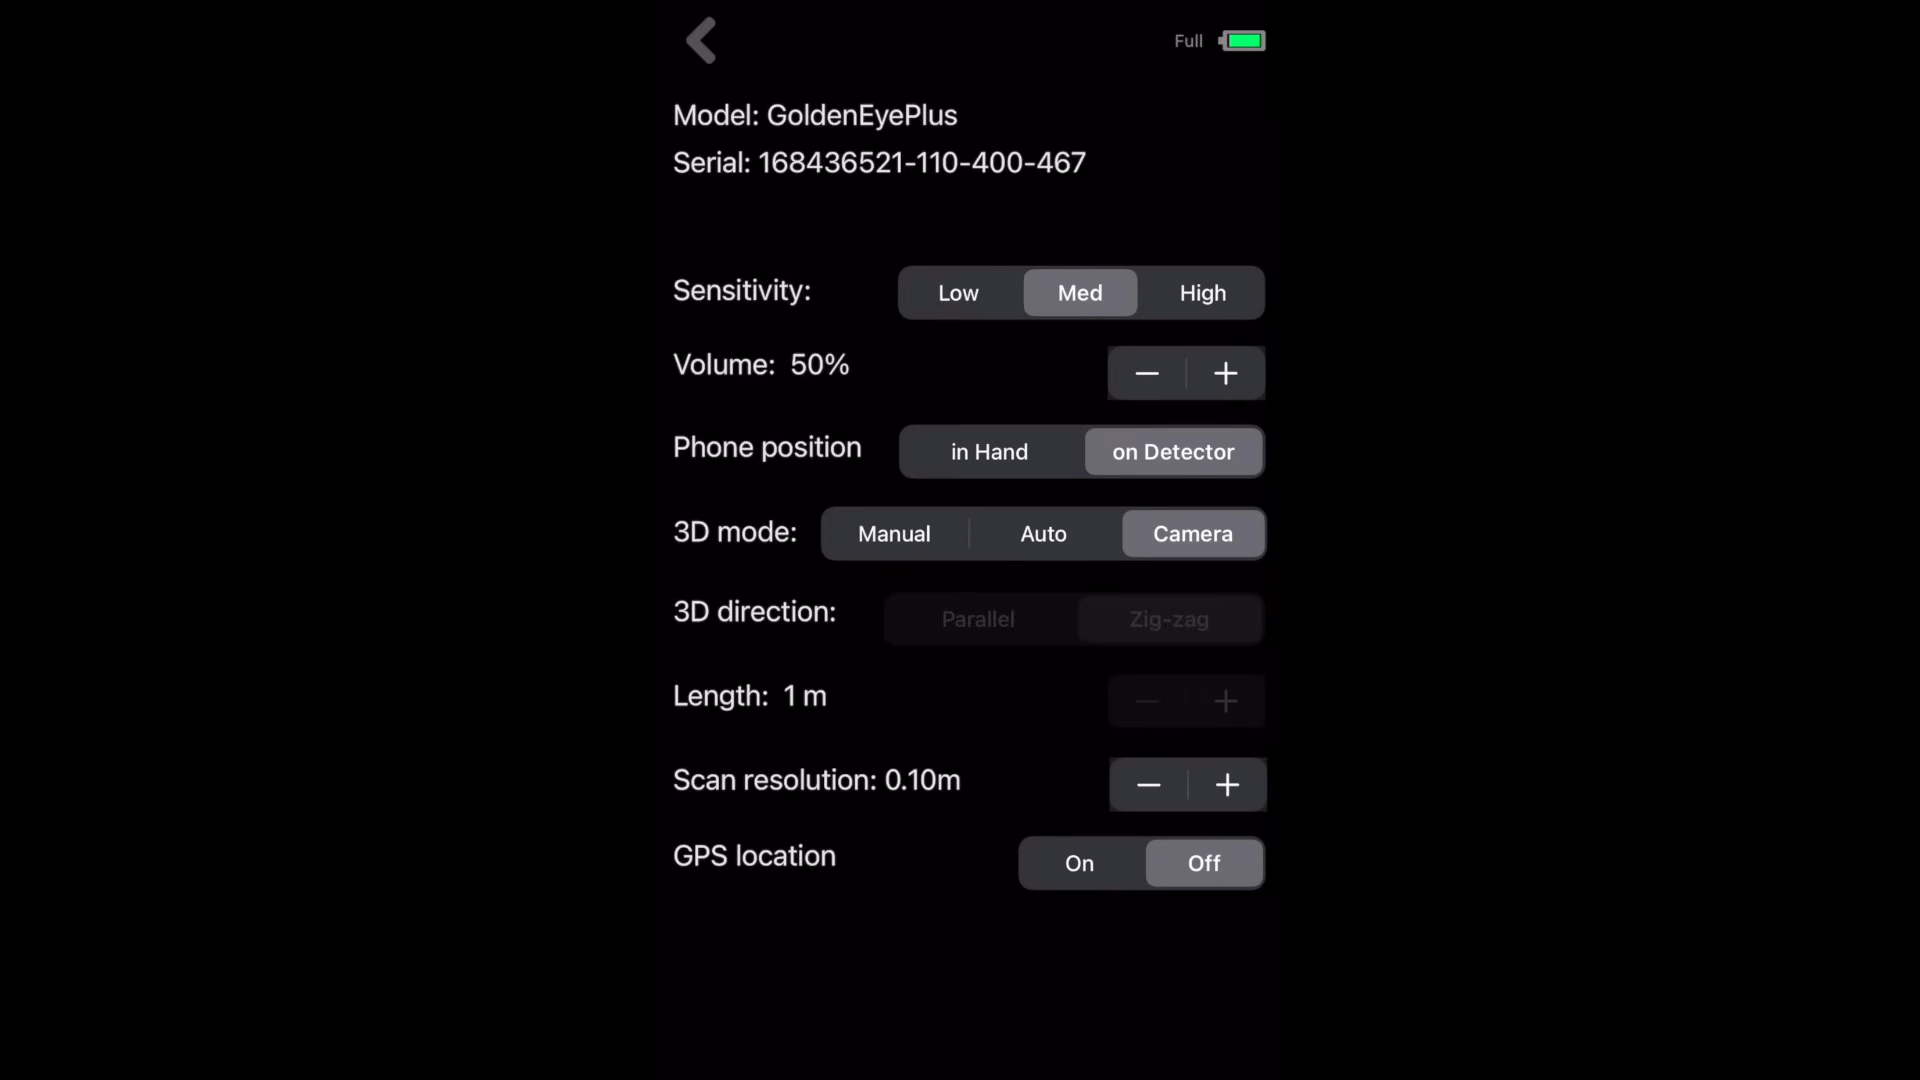 Full
Model: GoldenEyePlus
Serial: 168436521-110-400-467
Sensitivity: Low Med High
Volume: 50% — +
Phone position in Hand on Detector
3D mode: Manual Auto Camera
3D direction: Parallel Zig-zag
Length: 1 m — +
Scan resolution: 0.10m — +
GPS location On Off